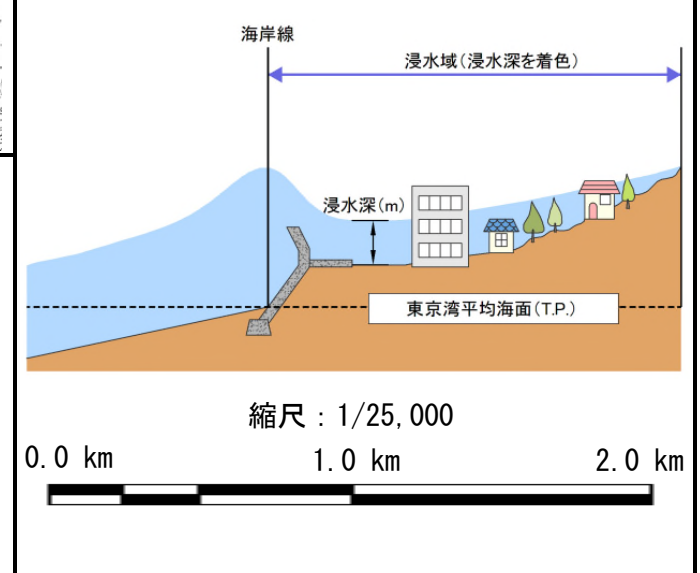 海岸線
浸水域(浸水深を着色)
浸水深(m)
東京湾平均海面(T.P.)
縮尺:1/25,000
0.0 km 1.0 km 2.0 km